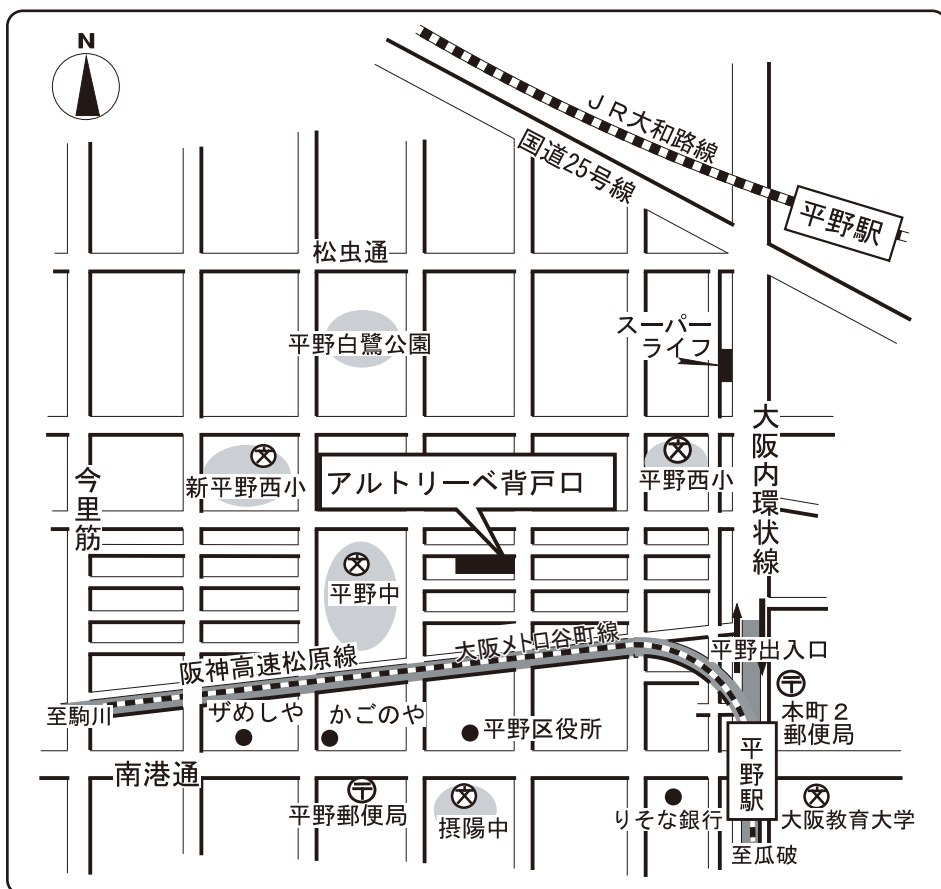 N
JR大和路線
国道25号線
平野駅
松虫通
スーパー
ライフ
平野白鷺公園
大阪内環状線
今里筋
新平野西小
アルトリーベ背戸口
平野西小
平野中
大阪メトロ谷町線
阪神高速松原線
平野出入口
至駒川
ザめしや
かごのや
平野区役所
本町2
郵便局
南港通
平野駅
平野郵便局
摂陽中
りそな銀行
大阪教育大学
至瓜破